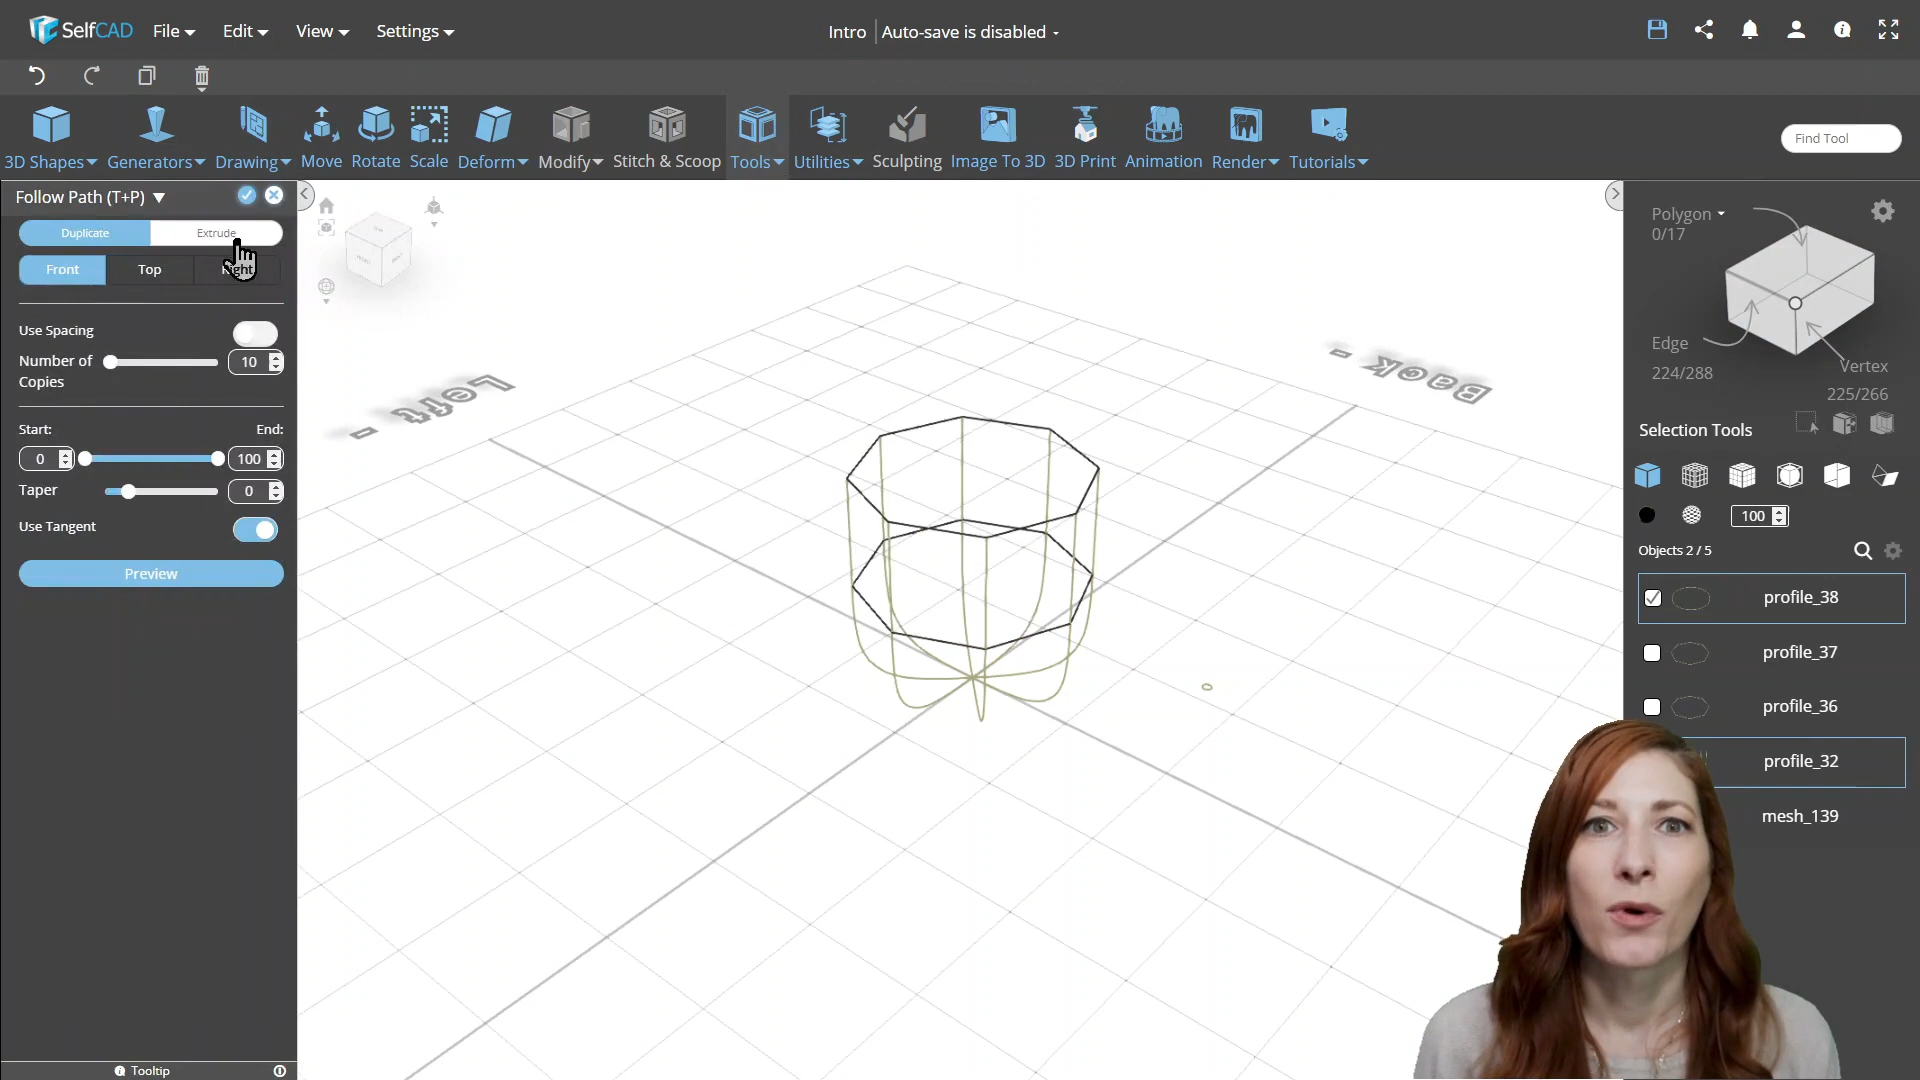 SelfCAD File Edit View Settings Intro Auto-save is disabled
3D Shapes Generators Drawing Move Rotate Scale Deform Modify Stitch & Scoop Tools Utilities Sculpting Image To 3D 3D Print Animation Render Tutorials Find Tool
Follow Path (T+P)
Duplicate Extrude
Front Top Right
Use Spacing
Number of Copies 10
Start: End:
0 100
Taper 0
Use Tangent
Preview
Tooltip
Left -
Back -
Polygon
0/17
Edge
224/288
Vertex
225/266
Selection Tools
100
Objects 2 / 5
profile_38
profile_37
profile_36
profile_32
mesh_139